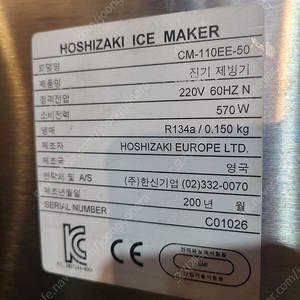 HOSHIZAKI ICE MAKER
모델명 CM-110EE-50
제품명 전기 제빙기
정격전압 220V 60HZ N
소비전력 570W
냉매 R134a / 0.150 kg
제조자 HOSHIZAKI EUROPE LTD.
제조국 영국
연락처 및 A/S (주)한신기업 (02)332-0070
제조년월일 200 년 월
SERIAL NUMBER C01026
CE
EMI